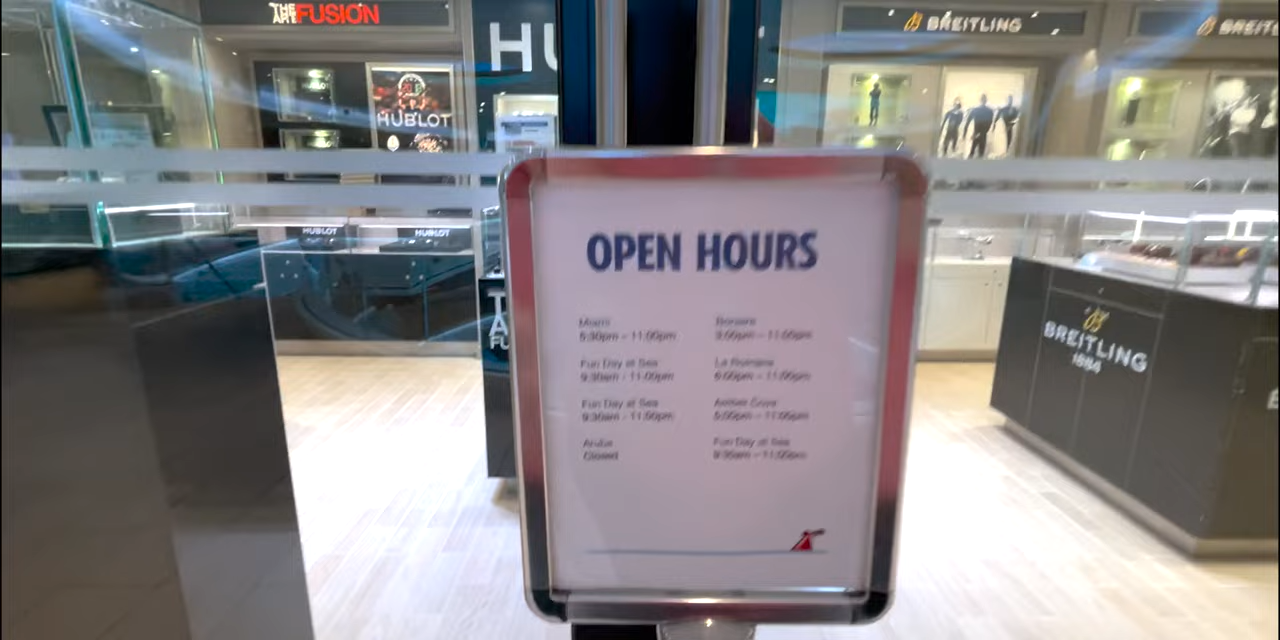 THE ART FUSION
BREITLING
BREIT
HU
HUBLOT
HUBLOT
HUBLOT
OPEN HOURS
Miami
5:30pm - 11:00pm
Fun Day at Sea
9:30am - 11:00pm
Fun Day at Sea
9:30am - 11:00pm
Aruba
Closed
Bonaire
3:00pm - 11:00pm
La Romana
6:00pm - 11:00pm
Amber Cove
5:00pm - 11:00pm
Fun Day at Sea
9:30am - 11:00pm
BREITLING
1884
T
A
FU